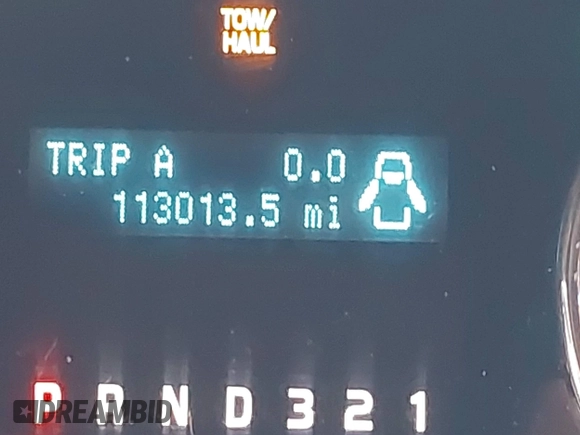 TOW/
HAUL
TRIP A 0.0
113013.5 mi
P R N D 3 2 1
DREAMBID